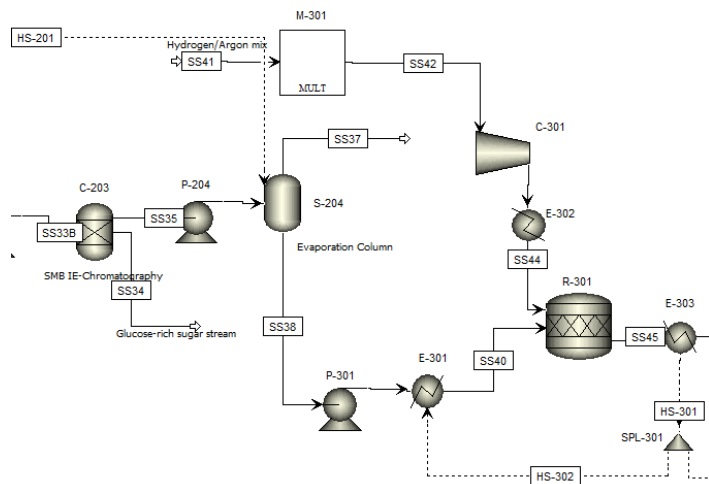 M-301
HS-201
Hydrogen/Argon mix
SS41
SS42
MULT
SS37
C-301
C-203
P-204
S-204
E-302
SS35
SS33B
Evaporation Column
SS44
SMB IE-Chromatography
R-301
SS34
E-303
Glucose-rich sugar stream
SS38
E-301
SS40
SS45
P-301
HS-301
SPL-301
HS-302